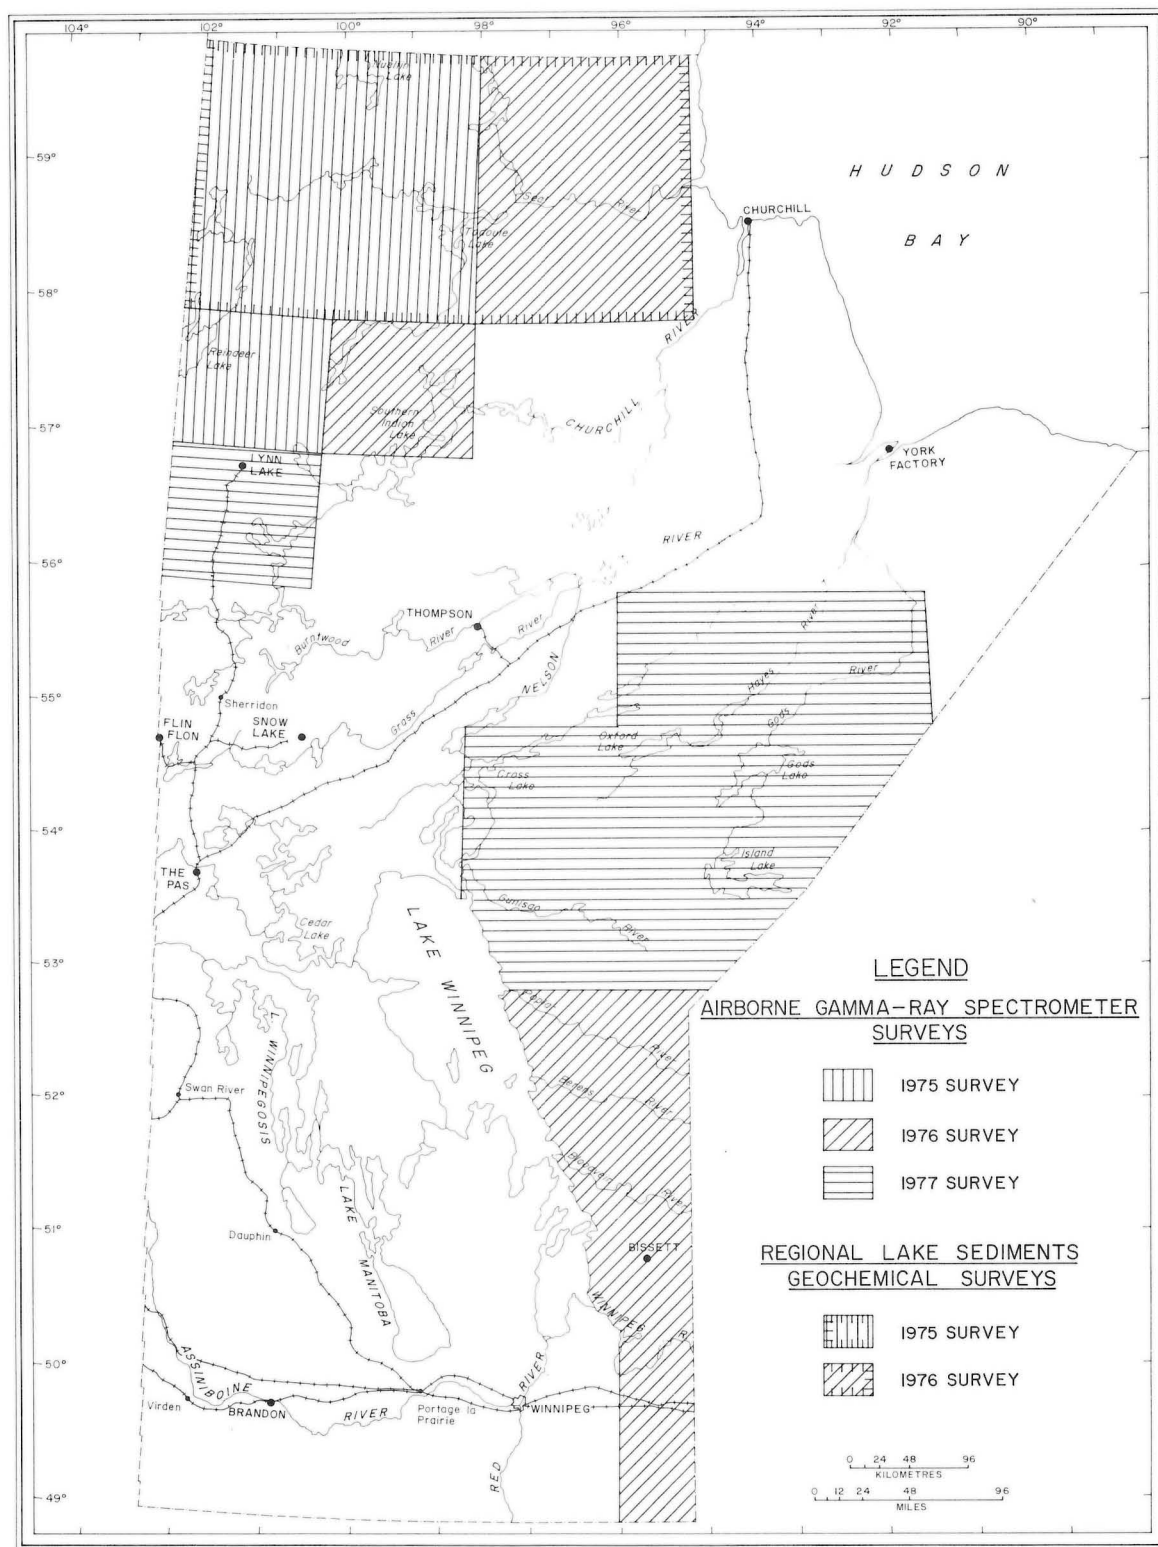 104°
102°
100°
98°
96°
94°
92°
90°
Nueltin
Lake
59°
HUDSON
BAY
Seal River
CHURCHILL
Tadoule
Lake
58°
RIVER
Reindeer
Lake
Southern
Indian
Lake
CHURCHILL
57°
LYNN
LAKE
YORK
FACTORY
RIVER
56°
THOMPSON
River
River
River
Burntwood
NELSON
Hayes
River
55°
Sherridon
Grass
Gods
FLIN
FLON
SNOW
LAKE
Oxford
Lake
Cross
Lake
Gods
Lake
54°
Island
Lake
THE
PAS
Gunisao
River
Cedar
Lake
LAKE WINNIPEG
53°
LEGEND
AIRBORNE GAMMA-RAY SPECTROMETER
SURVEYS
Poplar
River
L. WINNIPEGOSIS
1975 SURVEY
Swan River
Berens
River
52°
1976 SURVEY
Bloodvein
River
1977 SURVEY
LAKE MANITOBA
51°
Dauphin
BISSETT
REGIONAL LAKE SEDIMENTS
GEOCHEMICAL SURVEYS
WINNIPEG R
1975 SURVEY
50°
ASSINIBOINE
RIVER
1976 SURVEY
Virden
BRANDON
RIVER
Portage la
Prairie
WINNIPEG
RED
0 24 48 96
KILOMETRES
49°
0 12 24 48 96
MILES